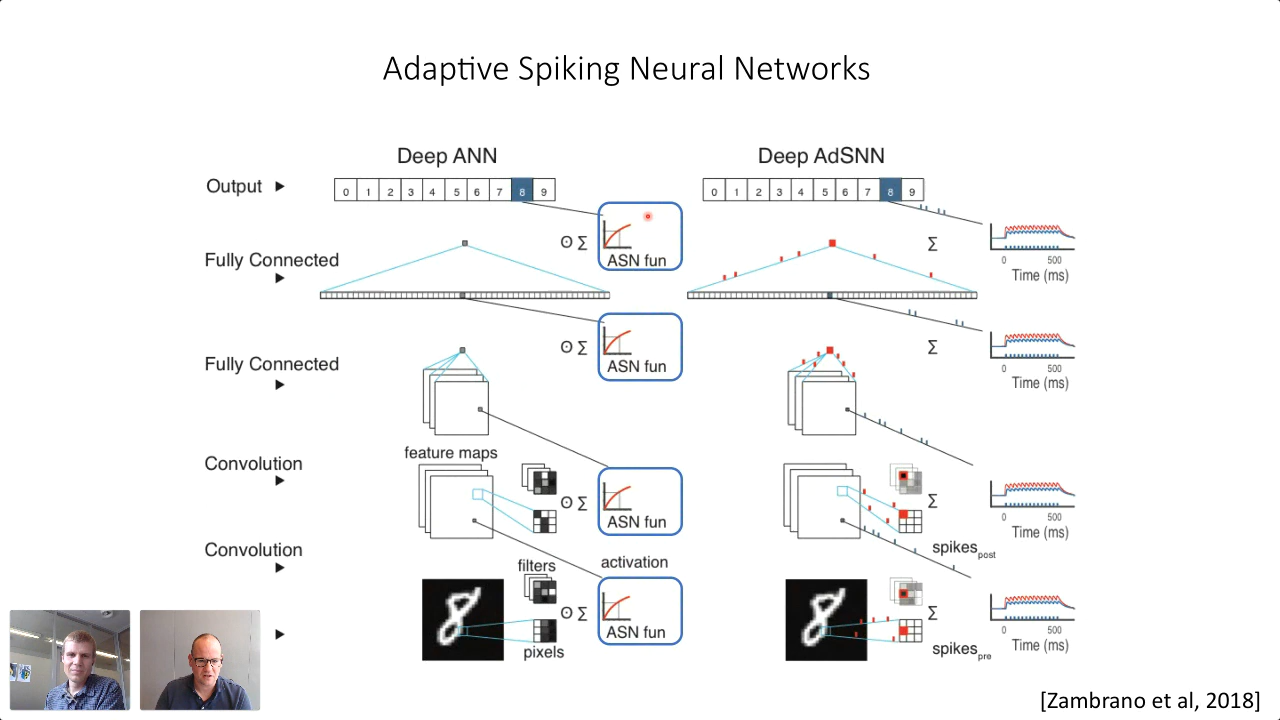 Adaptive Spiking Neural Networks
Deep ANN
Deep AdSNN
Output ▶
0 1 2 3 4 5 6 7 8 9
0 1 2 3 4 5 6 7 8 9
ʘ Σ
ASN fun
Σ
0 500
Time (ms)
Fully Connected
▶
ʘ Σ
ASN fun
Σ
0 500
Time (ms)
Fully Connected
▶
feature maps
Convolution
▶
ʘ Σ
ASN fun
Σ
0 500
Time (ms)
Convolution
▶
spikespost
filters
activation
ʘ Σ
ASN fun
Σ
0 500
Time (ms)
▶
pixels
spikespre
[Zambrano et al, 2018]